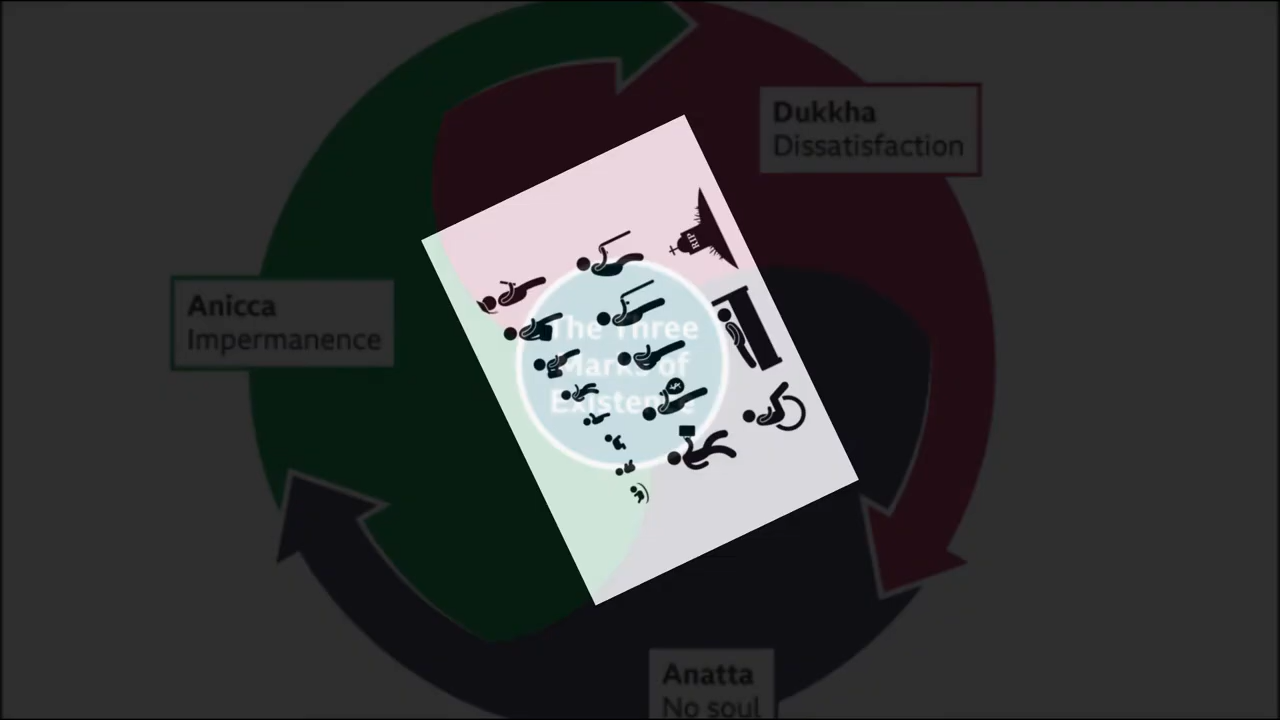 Dukkha
Dissatisfaction
RIP
Anicca
Impermanence
The Three
Marks of
Existence
Anatta
No soul